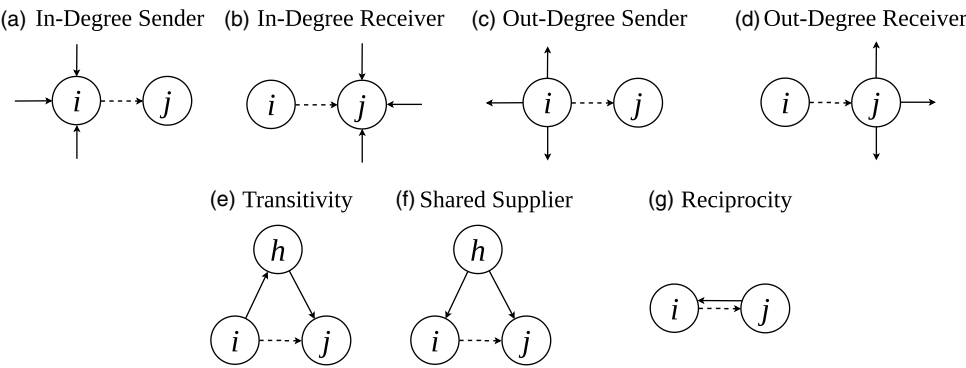 (a) In-Degree Sender
(b) In-Degree Receiver
(c) Out-Degree Sender
(d) Out-Degree Receiver
i
j
i
j
i
j
i
j
(e) Transitivity
(f) Shared Supplier
(g) Reciprocity
h
h
i
j
i
j
i
j